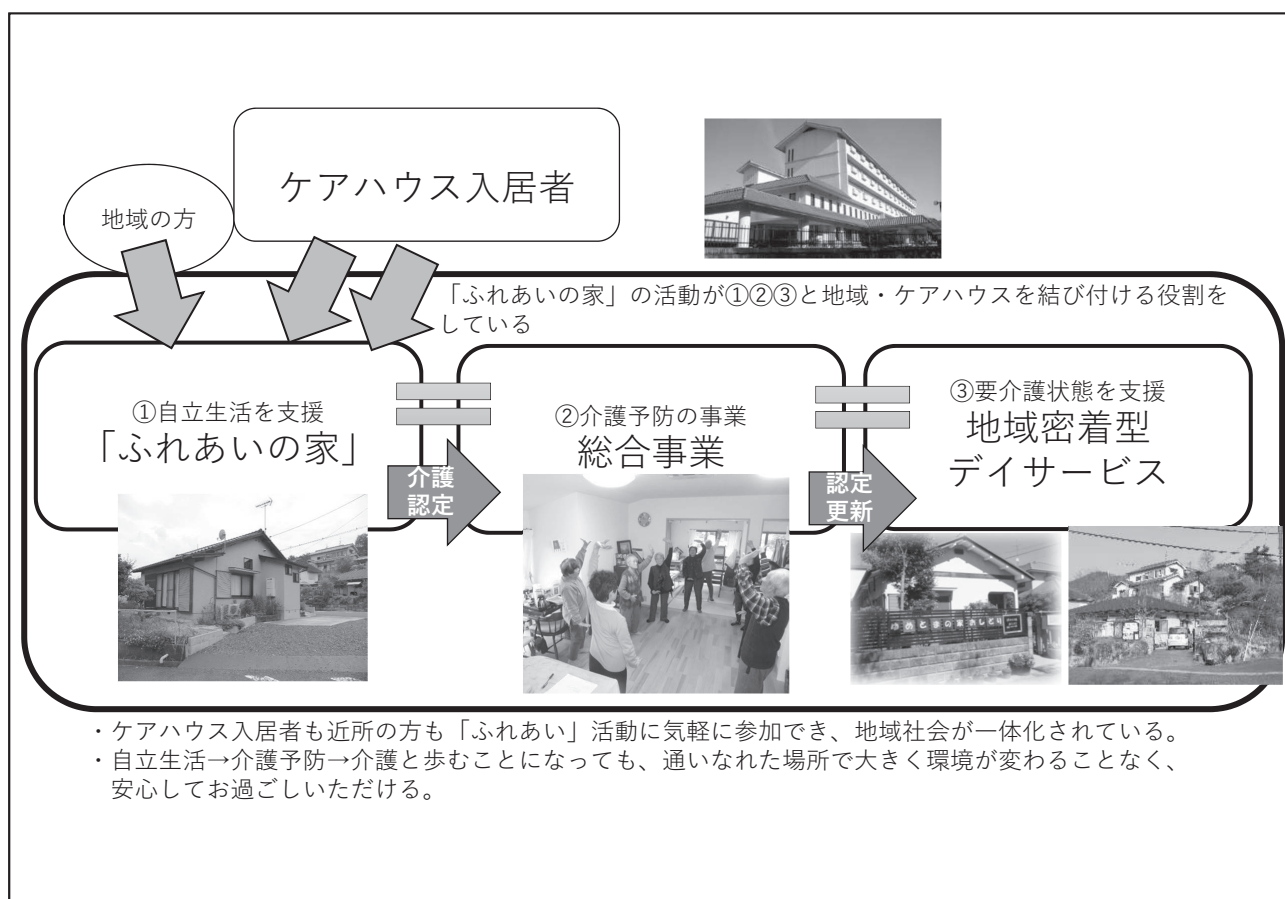 ケアハウス入居者
地域の方
「ふれあいの家」の活動が①②③と地域・ケアハウスを結び付ける役割を
している
①自立生活を支援
「ふれあいの家」
介護
認定
②介護予防の事業
総合事業
認定
更新
③要介護状態を支援
地域密着型
デイサービス
・ケアハウス入居者も近所の方も「ふれあい」活動に気軽に参加でき、地域社会が一体化されている。
・自立生活→介護予防→介護と歩むことになっても、通いなれた場所で大きく環境が変わることなく、
安心してお過ごしいただける。